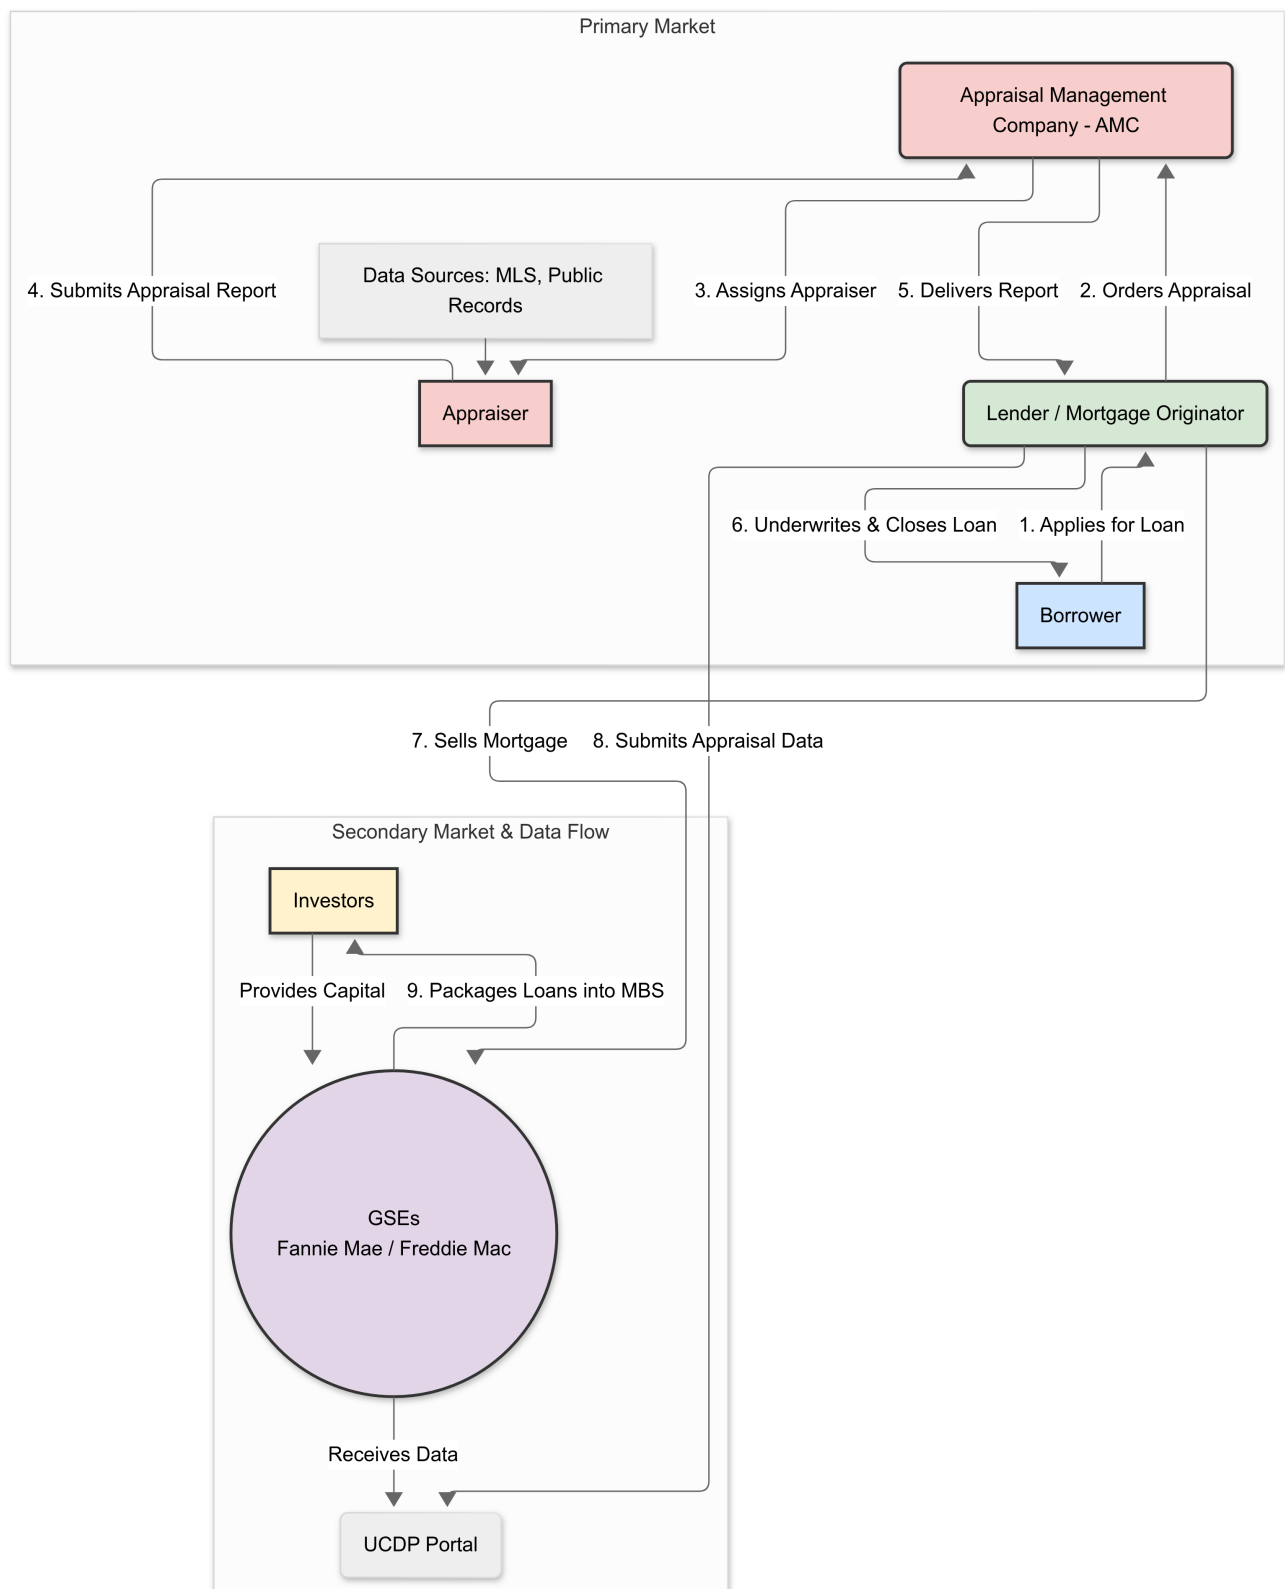 Primary Market
Appraisal Management
Company - AMC
4. Submits Appraisal Report
Data Sources: MLS, Public
Records
3. Assigns Appraiser
5. Delivers Report
2. Orders Appraisal
Appraiser
Lender / Mortgage Originator
6. Underwrites & Closes Loan
1. Applies for Loan
Borrower
7. Sells Mortgage
8. Submits Appraisal Data
Secondary Market & Data Flow
Investors
Provides Capital
9. Packages Loans into MBS
GSEs
Fannie Mae / Freddie Mac
Receives Data
UCDP Portal